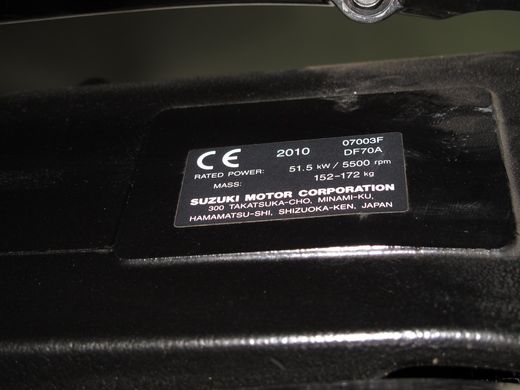 CE 2010 07003F
DF70A
RATED POWER: 51.5 kW / 5500 rpm
MASS: 152-172 kg
SUZUKI MOTOR CORPORATION
300 TAKATSUKA-CHO, MINAMI-KU,
HAMAMATSU-SHI, SHIZUOKA-KEN, JAPAN